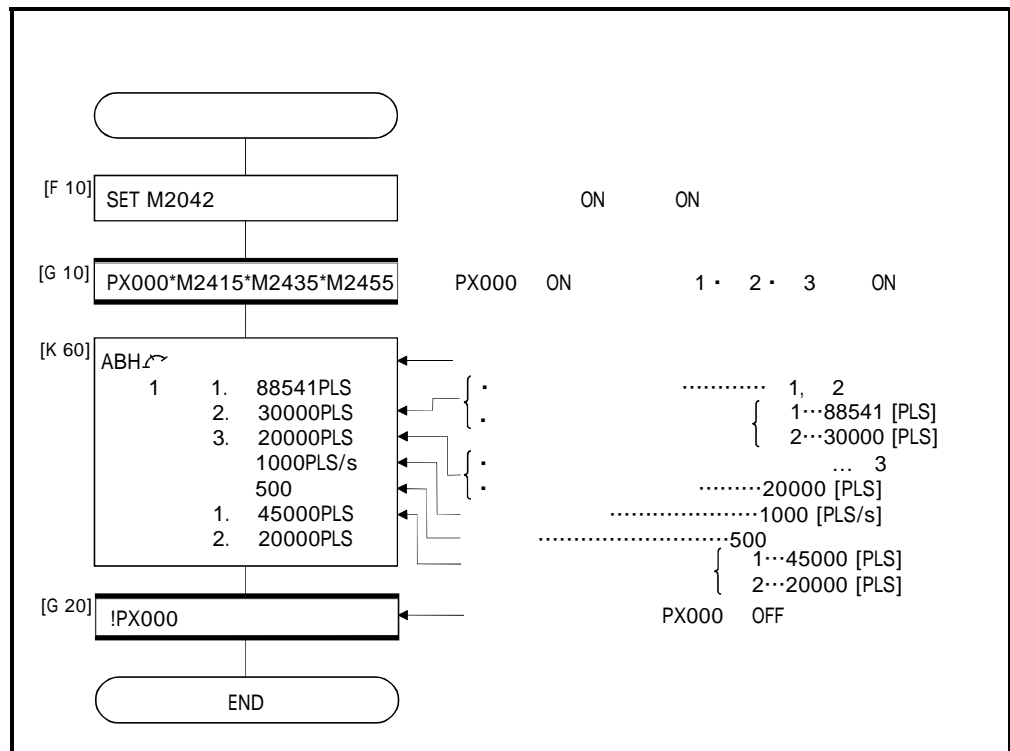 [F 10] SET M2042 ON ON
[G 10] PX000*M2415*M2435*M2455 PX000 ON 1・ 2・ 3 ON
[K 60] ABH
1 1. 88541PLS ・ ………… 1, 2
2. 30000PLS ・ 1…88541 [PLS]
3. 20000PLS 2…30000 [PLS]
1000PLS/s ・ … 3
500 ・ ………20000 [PLS]
1. 45000PLS …………………1000 [PLS/s]
2. 20000PLS ………………………500
1…45000 [PLS]
2…20000 [PLS]
[G 20] !PX000 PX000 OFF
END